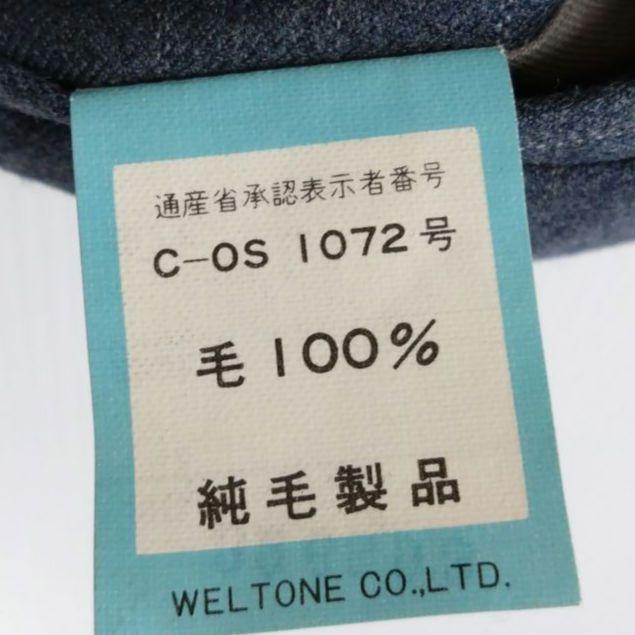 通産省承認表示者番号
C-OS 1072号
毛100%
純毛製品
WELTONE CO.,LTD.